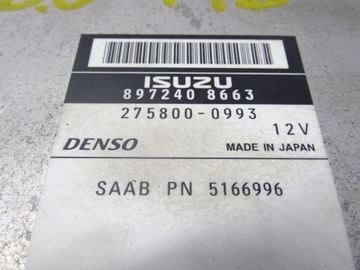 ISUZU
897240 8663
275800-0993
12V
DENSO
MADE IN JAPAN
SAAB PN 5166996